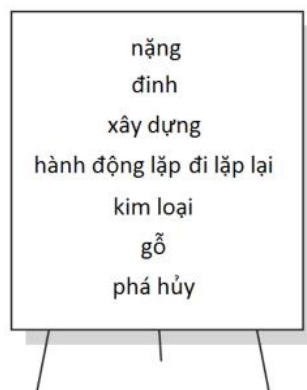 nặng
đinh
xây dựng
hành động lặp đi lặp lại
kim loại
gỗ
phá hủy